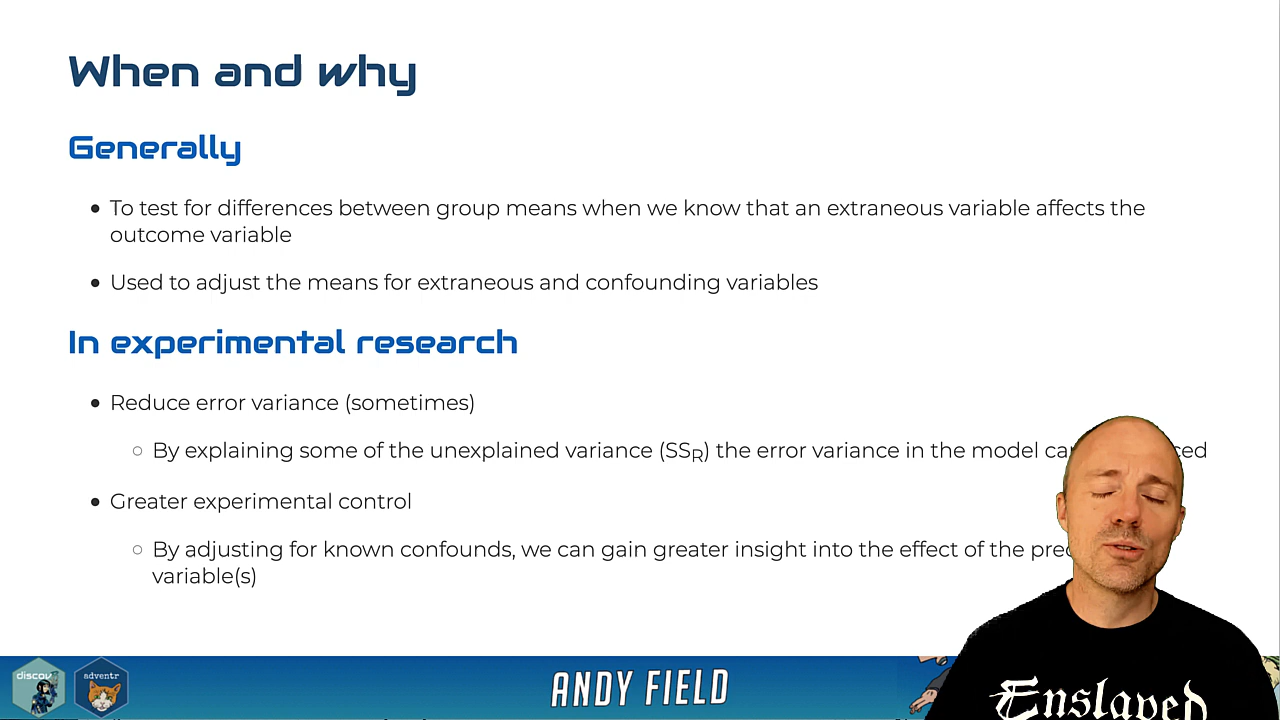 When and why
Generally
• To test for differences between group means when we know that an extraneous variable affects the
outcome variable
• Used to adjust the means for extraneous and confounding variables
In experimental research
• Reduce error variance (sometimes)
○ By explaining some of the unexplained variance (SSR) the error variance in the model
• Greater experimental control
○ By adjusting for known confounds, we can gain greater insight into the effect of the
variable(s)
discov
adventr
ANDY FIELD
Enslaved